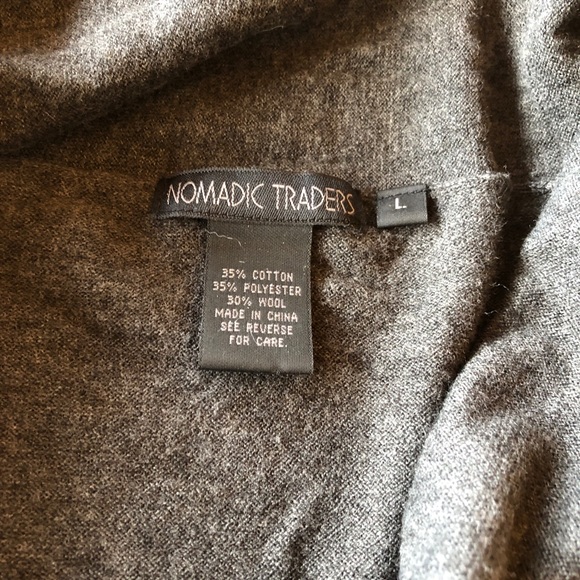 NOMADIC TRADERS
L
35% COTTON
35% POLYESTER
30% WOOL
MADE IN CHINA
SEE REVERSE
FOR CARE.